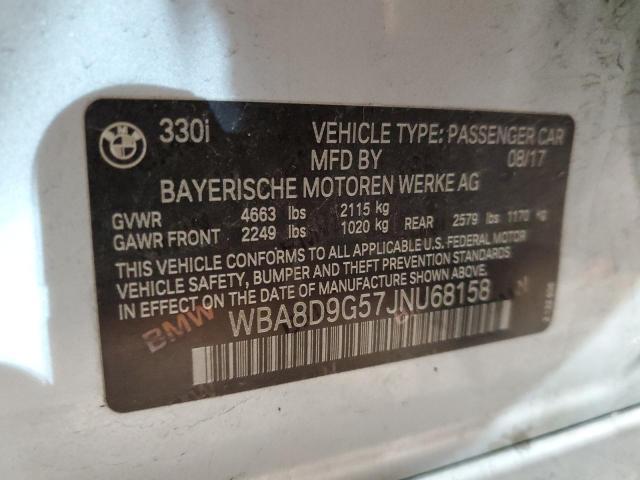 BMW 330i VEHICLE TYPE: PASSENGER CAR
MFD BY 08/17
BAYERISCHE MOTOREN WERKE AG
GVWR 4663 lbs 2115 kg
GAWR FRONT 2249 lbs 1020 kg REAR 2579 lbs 1170 kg
THIS VEHICLE CONFORMS TO ALL APPLICABLE U.S. FEDERAL MOTOR
VEHICLE SAFETY, BUMPER AND THEFT PREVENTION STANDARDS
IN EFFECT ON THE DATE OF MANUFACTURE SHOWN ABOVE.
WBA8D9G57JNU68158
BMW